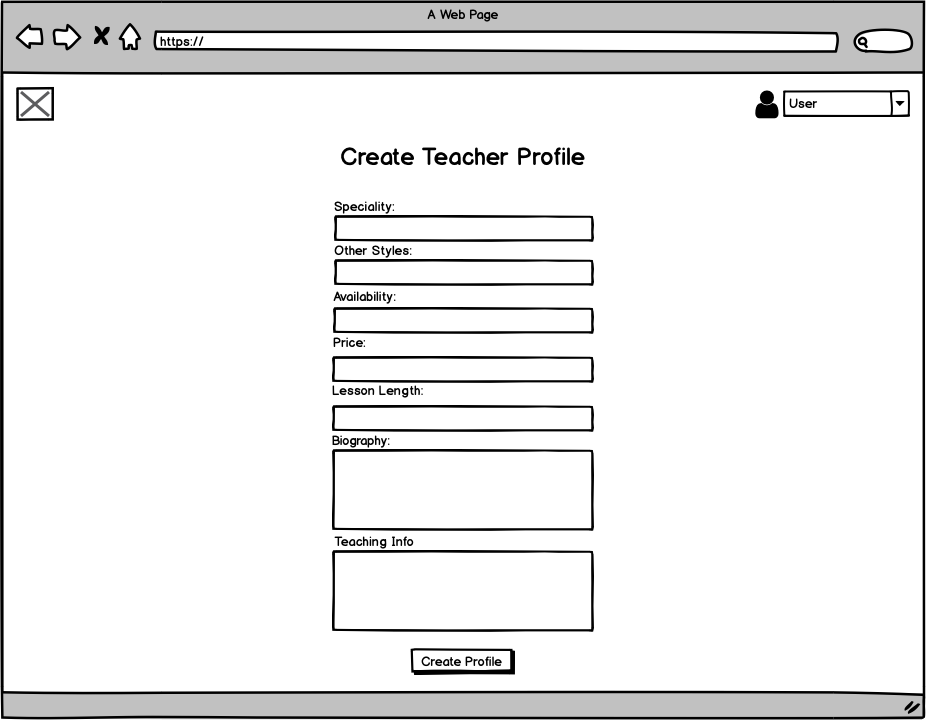 A Web Page
https://
User
Create Teacher Profile
Speciality:
Other Styles:
Availability:
Price:
Lesson Length:
Biography:
Teaching Info
Create Profile